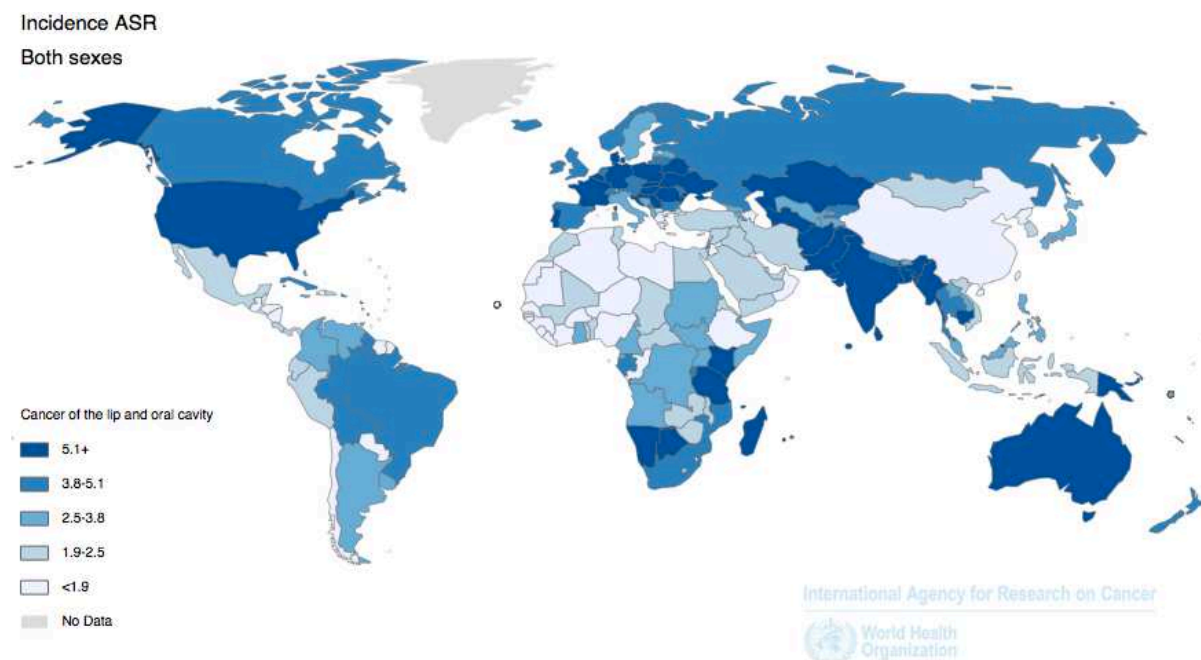 Incidence ASR
Both sexes
Cancer of the lip and oral cavity
5.1+
3.8-5.1
2.5-3.8
1.9-2.5
<1.9
No Data
International Agency for Research on Cancer
World Health
Organization